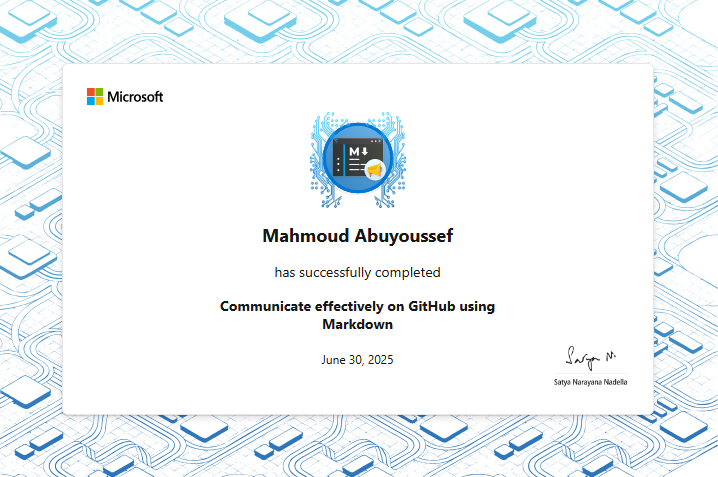 Microsoft
M
Mahmoud Abuyoussef
has successfully completed
Communicate effectively on GitHub using
Markdown
June 30, 2025
Satya N.
Satya Narayana Nadella